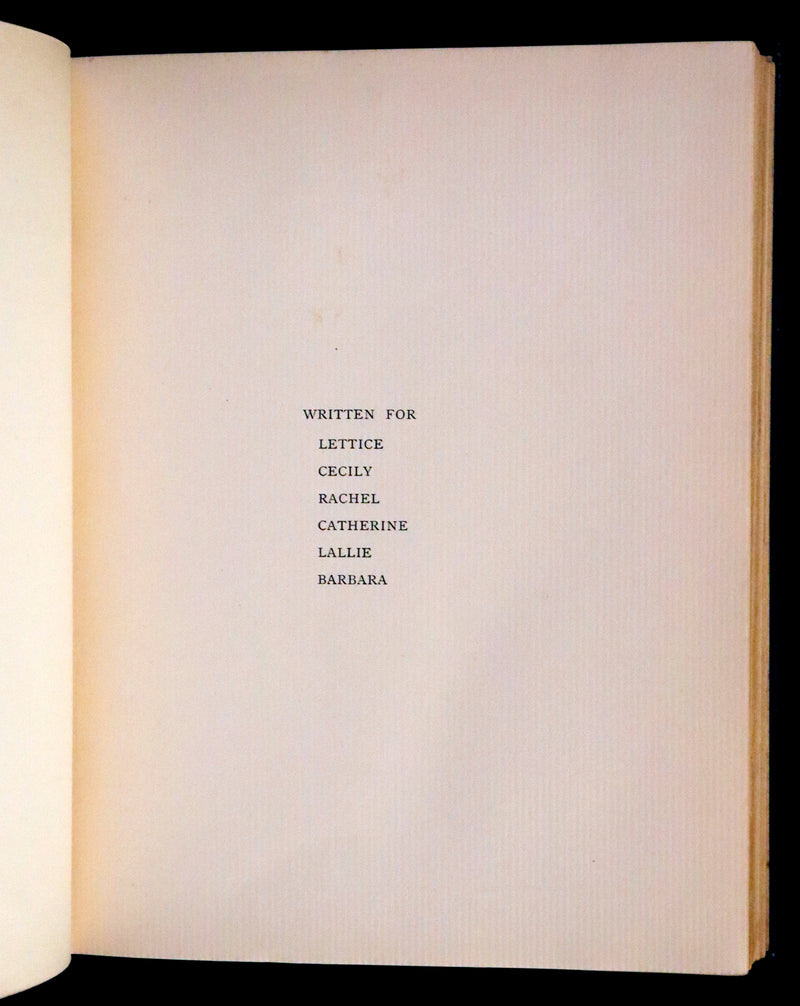 WRITTEN FOR
LETTICE
CECILY
RACHEL
CATHERINE
LALLIE
BARBARA